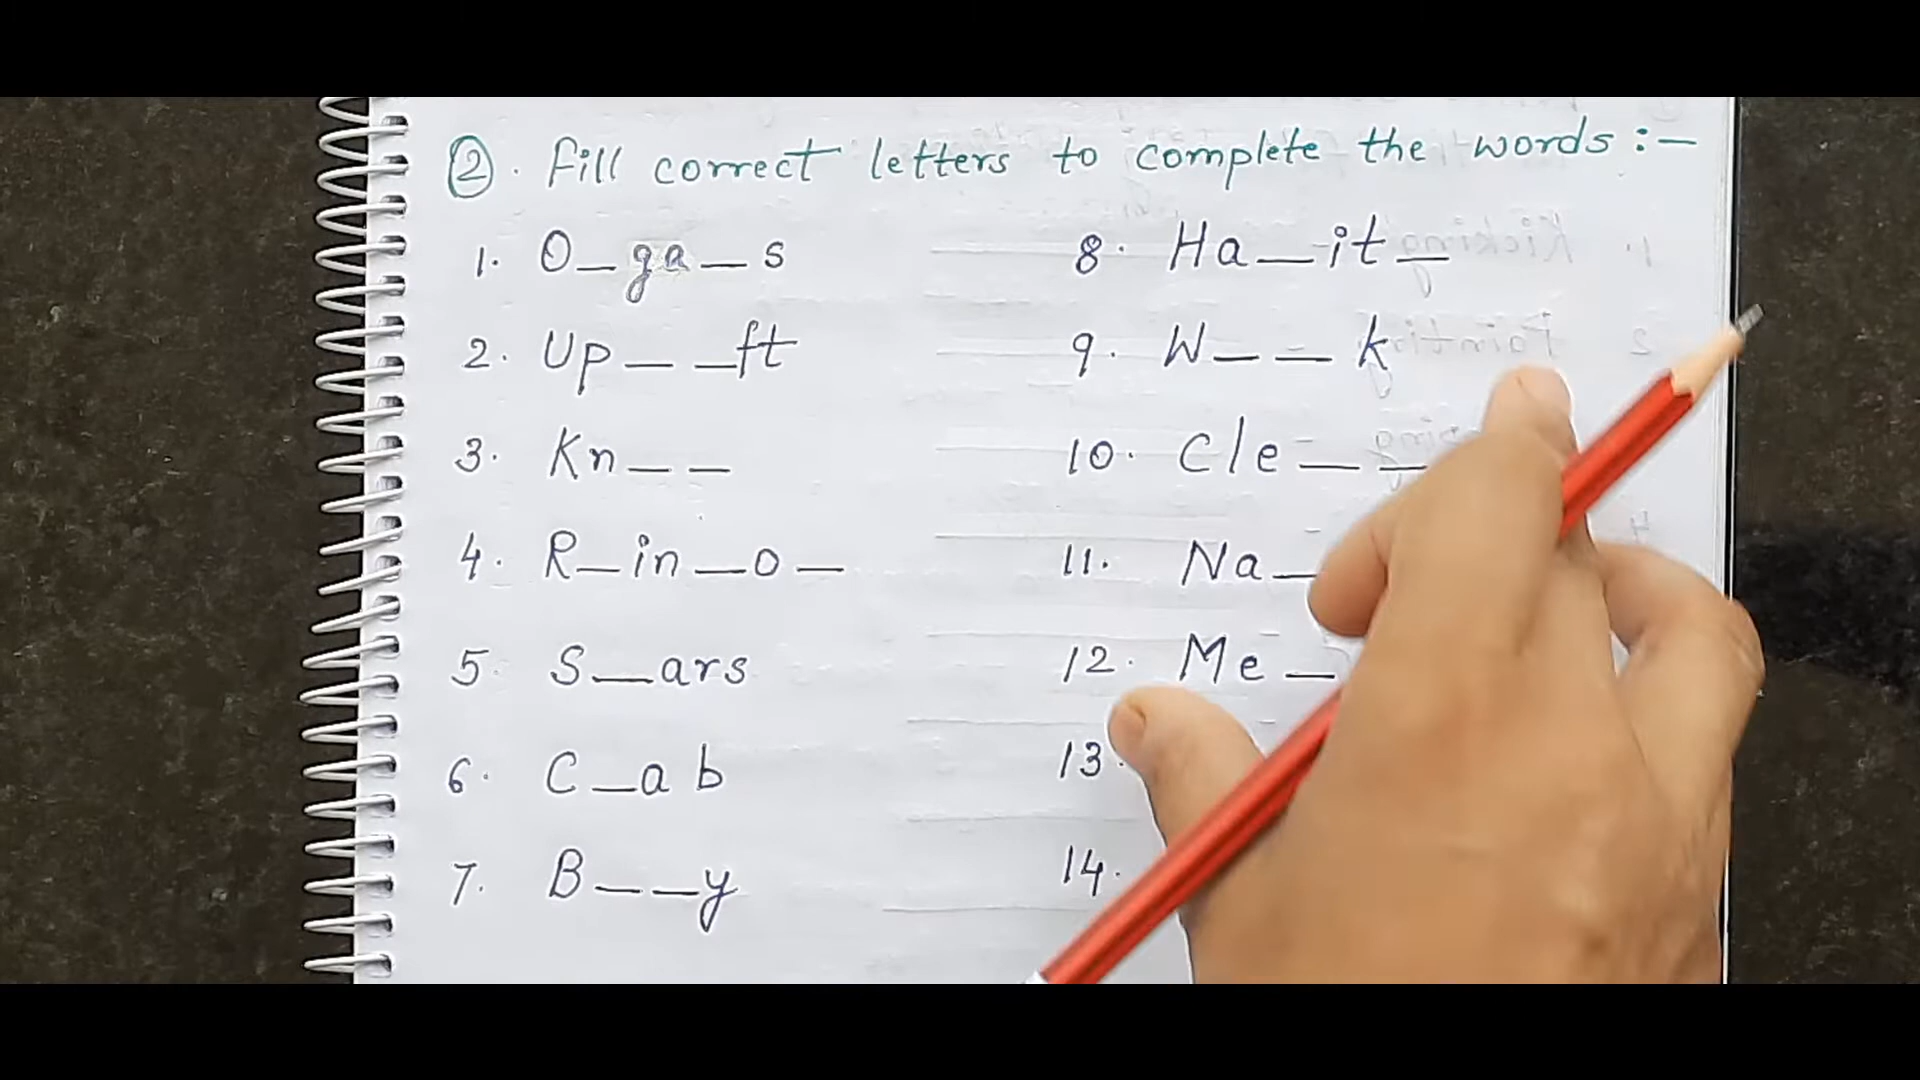 2. Fill correct letters to complete the words :-
1. O_ga_s
2. Up_ _ft
3. Kn_ _
4. R_in_o_
5. S_ars
6. C_ab
7. B_ _y
8. Ha_it_
9. W_ _k
10. Cle_ _
11. Na_
12. Me_
13.
14.